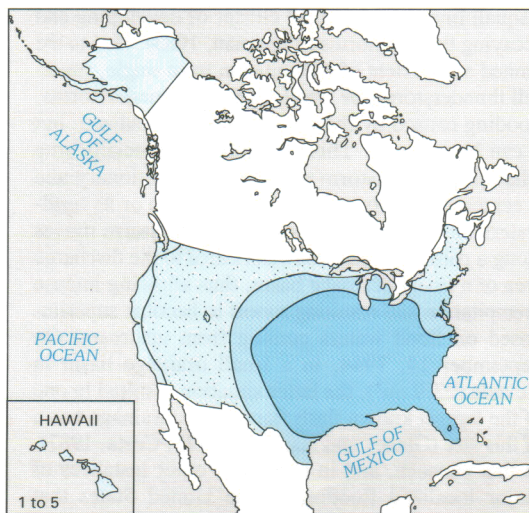 GULF
OF
ALASKA
PACIFIC
OCEAN
ATLANTIC
OCEAN
GULF OF
MEXICO
HAWAII
1 to 5